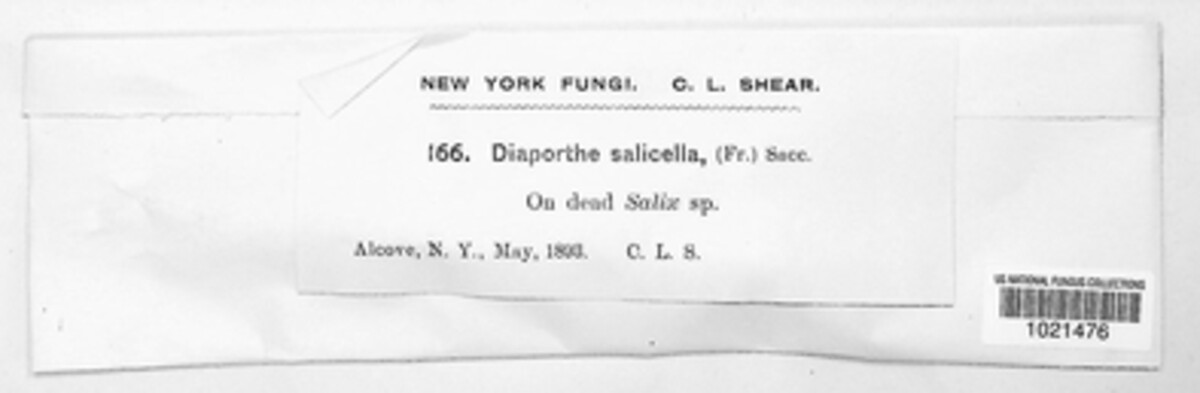 NEW YORK FUNGI. C. L. SHEAR.
166. Diaporthe salicella, (Fr.) Sacc.
On dead Salix sp.
Alcove, N. Y., May, 1893. C. L. S.
US NATIONAL FUNGUS COLLECTIONS
1021476